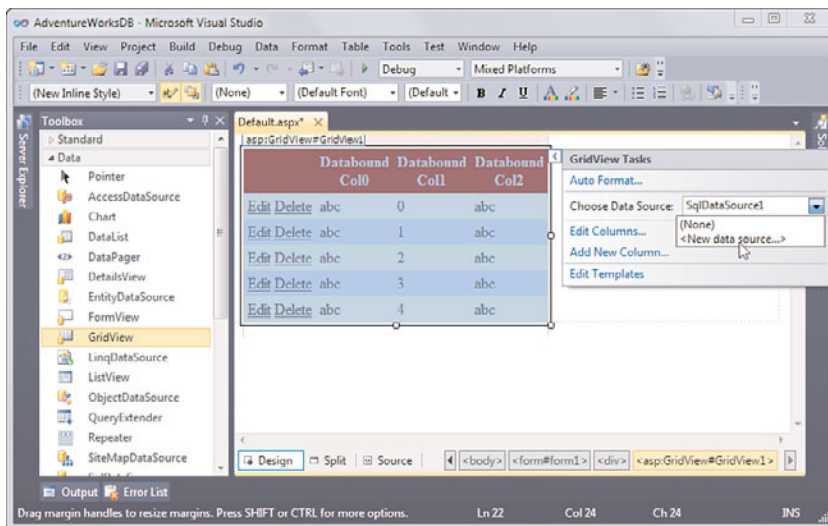 AdventureWorksDB - Microsoft Visual Studio
File Edit View Project Build Debug Data Format Table Tools Test Window Help
Debug Mixed Platforms
(New Inline Style) (None) (Default Font) (Default B I U A
Toolbox
Default.aspx* X
Server Explorer
Standard
Data
Pointer
AccessDataSource
Chart
DataList
DataPager
DetailsView
EntityDataSource
FormView
GridView
LinqDataSource
ListView
ObjectDataSource
QueryExtender
Repeater
SiteMapDataSource
asp:GridView#GridView1
Databound Databound Databound
Col0 Col1 Col2
Edit Delete abc 0 abc
Edit Delete abc 1 abc
Edit Delete abc 2 abc
Edit Delete abc 3 abc
Edit Delete abc 4 abc
GridView Tasks
Auto Format...
Choose Data Source: SqlDataSource1
(None)
<New data source...>
Edit Columns...
Add New Column...
Edit Templates
Design Split Source <body> <form#form1> <div> <asp:GridView#GridView1>
Output Error List
Drag margin handles to resize margins. Press SHIFT or CTRL for more options. Ln 22 Col 24 Ch 24 INS